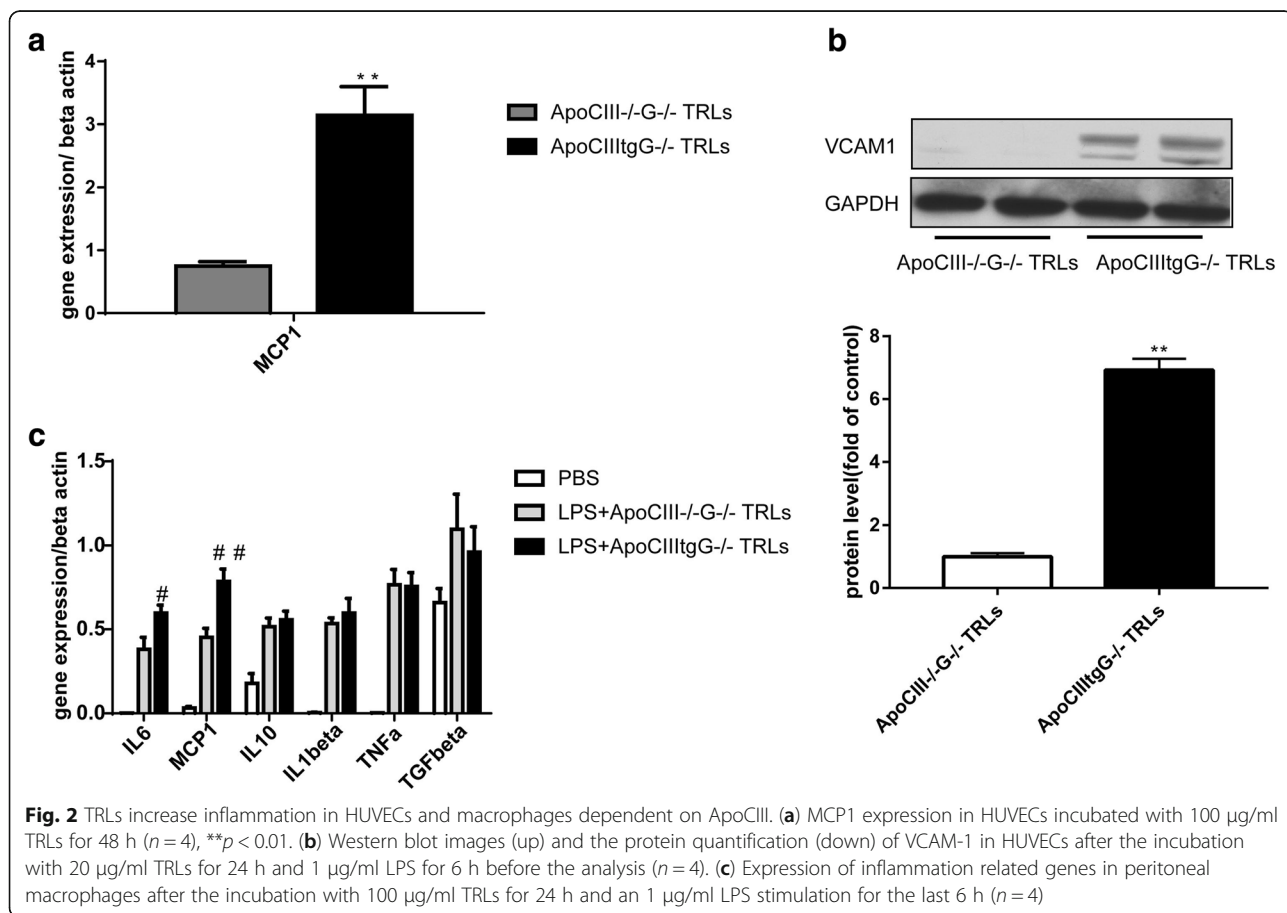 a
gene extression/ beta actin
4
3
2
1
0
**
MCP1
ApoCIII-/-G-/- TRLs
ApoCIIItgG-/- TRLs
b
VCAM1
GAPDH
ApoCIII-/-G-/- TRLs ApoCIIItgG-/- TRLs
protein level(fold of control)
8
6
4
2
0
**
ApoCIII-/-G-/- TRLs
ApoCIIItgG-/- TRLs
c
gene expression/beta actin
1.5
1.0
0.5
0.0
#
# #
IL6
MCP1
IL10
IL1beta
TNFa
TGFbeta
PBS
LPS+ApoCIII-/-G-/- TRLs
LPS+ApoCIIItgG-/- TRLs
Fig. 2 TRLs increase inflammation in HUVECs and macrophages dependent on ApoCIII. (a) MCP1 expression in HUVECs incubated with 100 μg/ml
TRLs for 48 h (n = 4), **p < 0.01. (b) Western blot images (up) and the protein quantification (down) of VCAM-1 in HUVECs after the incubation
with 20 μg/ml TRLs for 24 h and 1 μg/ml LPS for 6 h before the analysis (n = 4). (c) Expression of inflammation related genes in peritoneal
macrophages after the incubation with 100 μg/ml TRLs for 24 h and an 1 μg/ml LPS stimulation for the last 6 h (n = 4)